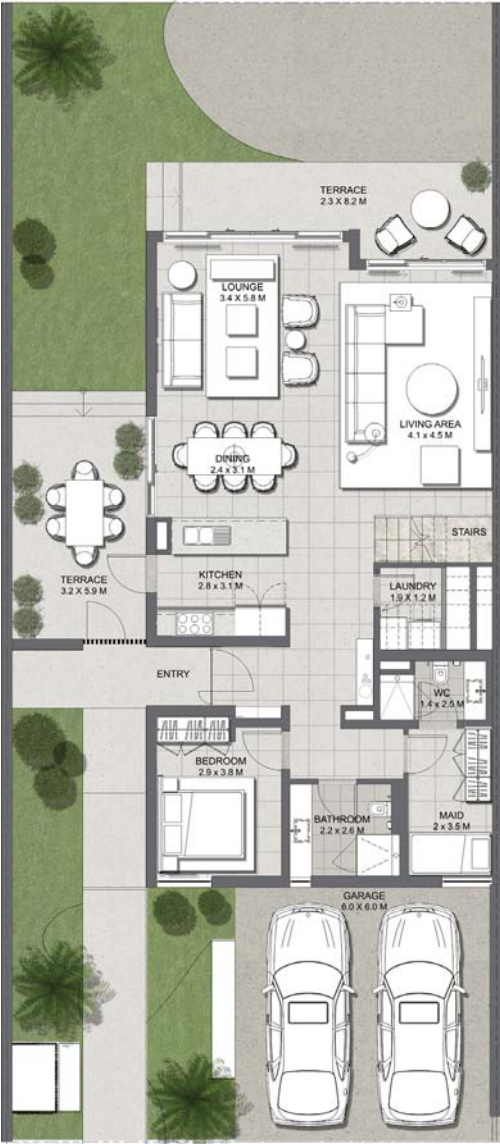 TERRACE
2.3 X 8.2 M
LOUNGE
3.4 X 5.8 M
LIVING AREA
4.1 x 4.5 M
DINING
2.4 x 3.1 M
STAIRS
KITCHEN
2.8 x 3.1 M
TERRACE
3.2 X 5.9 M
LAUNDRY
1.9 X 1.2 M
ENTRY
WC
1.4 x 2.5 M
BEDROOM
2.9 x 3.8 M
BATHROOM
2.2 x 2.6 M
MAID
2 x 3.5 M
GARAGE
6.0 X 6.0 M